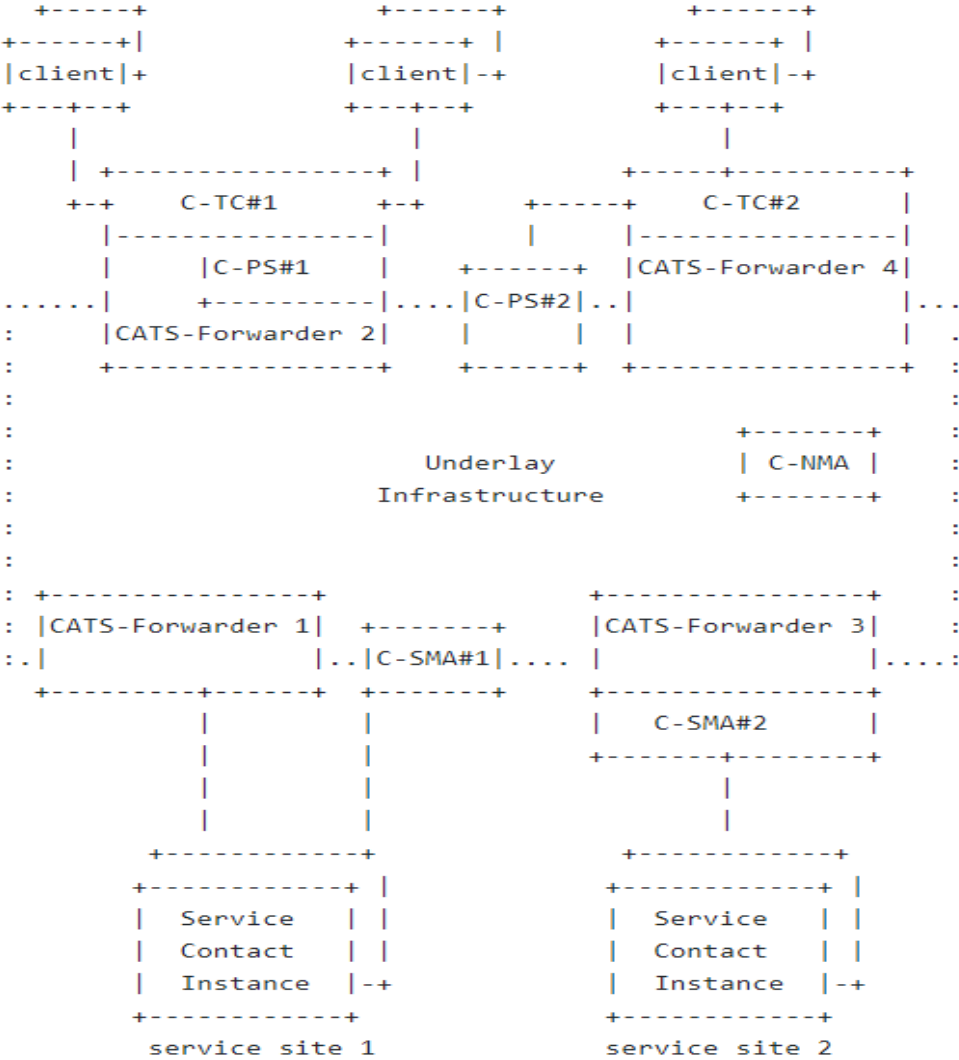 client client client
C-TC#1 C-TC#2
C-PS#1 CATS-Forwarder 4
C-PS#2
CATS-Forwarder 2
C-NMA
Underlay
Infrastructure
CATS-Forwarder 1 CATS-Forwarder 3
C-SMA#1
C-SMA#2
Service Service
Contact Contact
Instance Instance
service site 1 service site 2